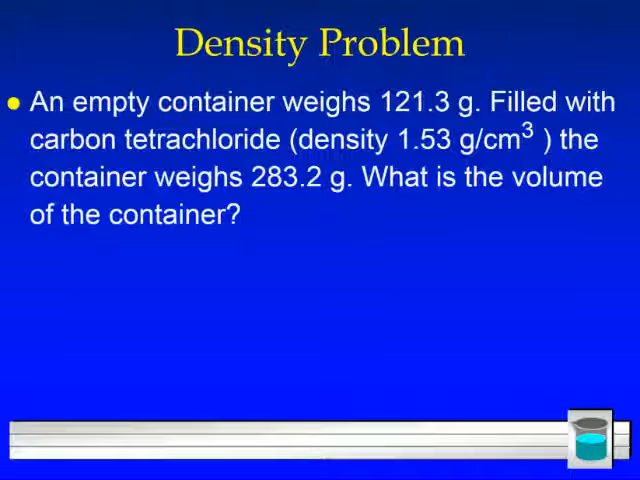 Density Problem
An empty container weighs 121.3 g. Filled with
carbon tetrachloride (density 1.53 g/cm³ ) the
container weighs 283.2 g. What is the volume
of the container?